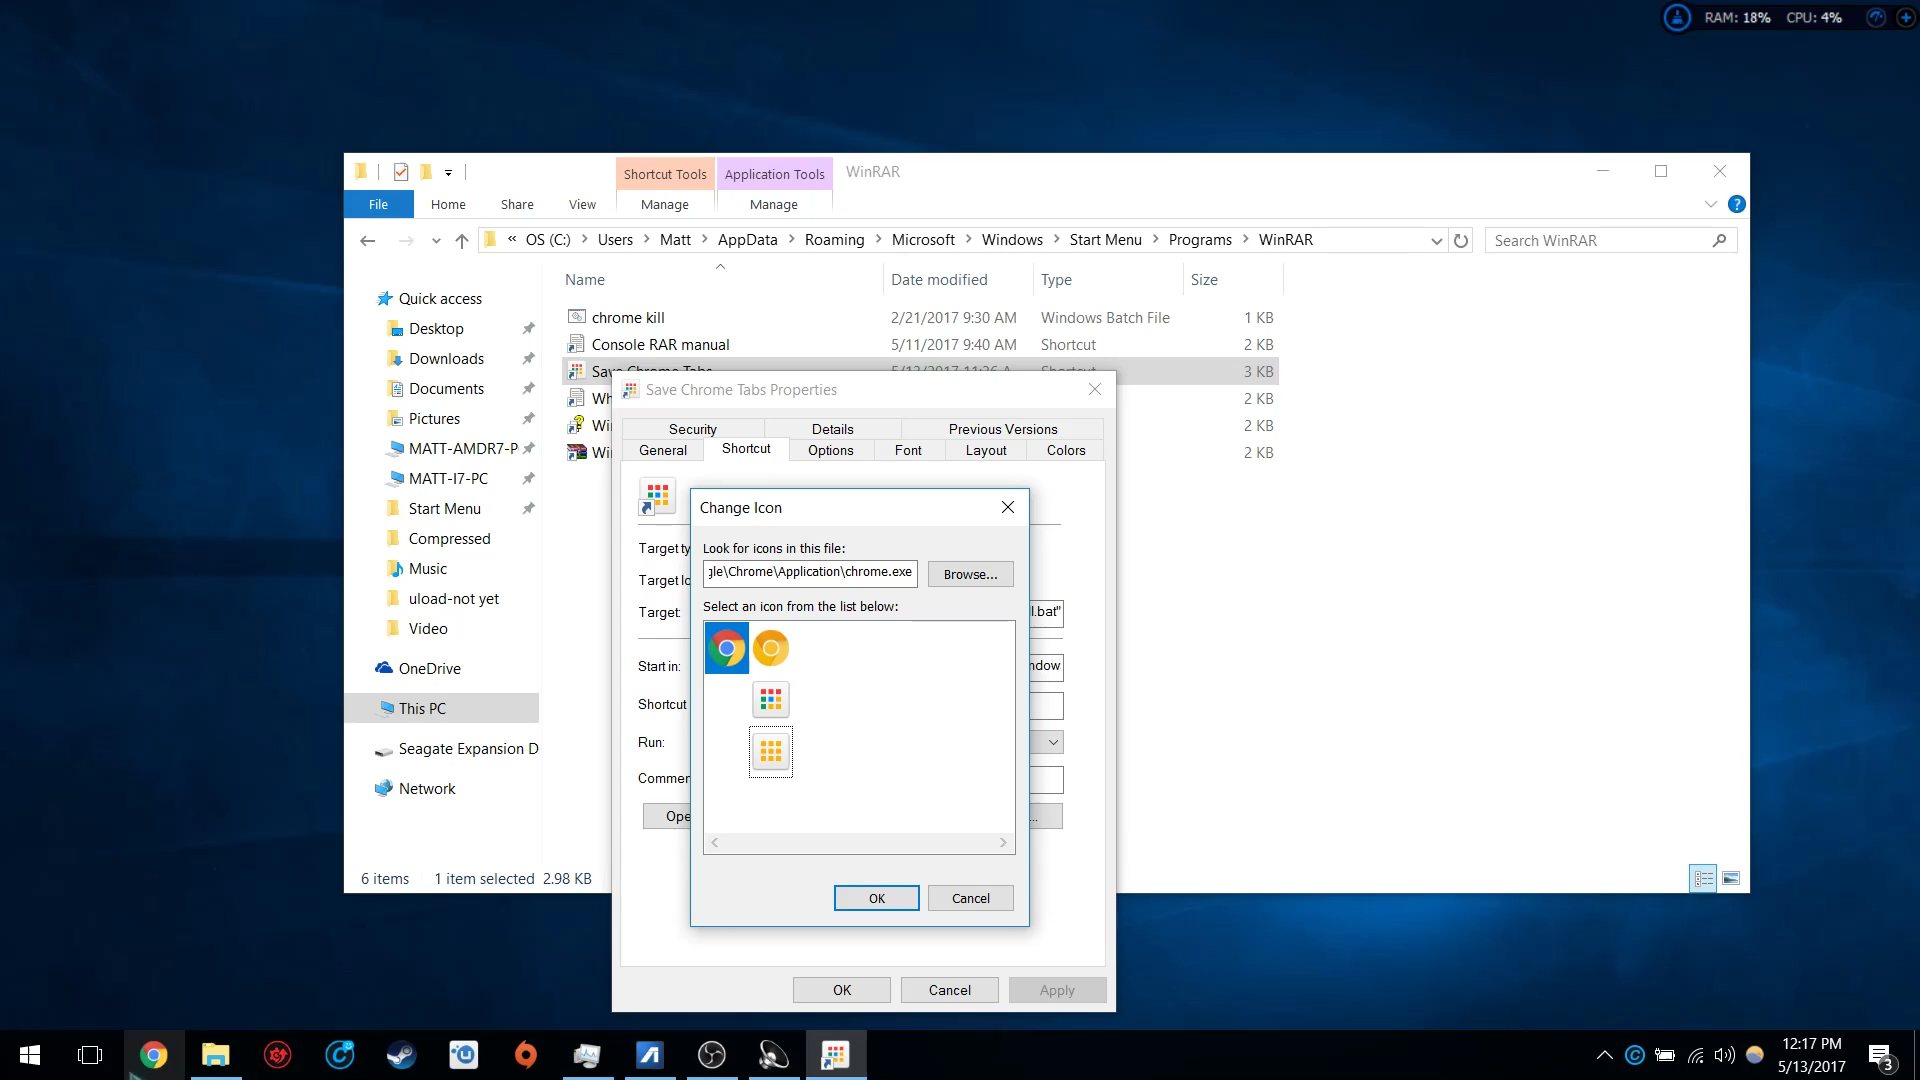 RAM: 18% CPU: 4%
Shortcut Tools Application Tools WinRAR
File Home Share View Manage Manage
« OS (C:) > Users > Matt > AppData > Roaming > Microsoft > Windows > Start Menu > Programs > WinRAR
Search WinRAR
Name Date modified Type Size
Quick access
Desktop
Downloads
Documents
Pictures
MATT-AMDR7-P
MATT-I7-PC
Start Menu
Compressed
Music
uload-not yet
Video
OneDrive
This PC
Seagate Expansion D
Network
chrome kill 2/21/2017 9:30 AM Windows Batch File 1 KB
Console RAR manual 5/11/2017 9:40 AM Shortcut 2 KB
Save Chrome Tabs 3 KB
Wh 2 KB
Wi 2 KB
Wi 2 KB
Save Chrome Tabs Properties
Security Details Previous Versions
General Shortcut Options Font Layout Colors
Target ty
Target lo
Target: l.bat"
Start in: ndow
Shortcut
Run:
Commen
Ope ...
Change Icon
Look for icons in this file:
gle\Chrome\Application\chrome.exe Browse...
Select an icon from the list below:
OK Cancel
OK Cancel Apply
6 items 1 item selected 2.98 KB
12:17 PM
5/13/2017
3